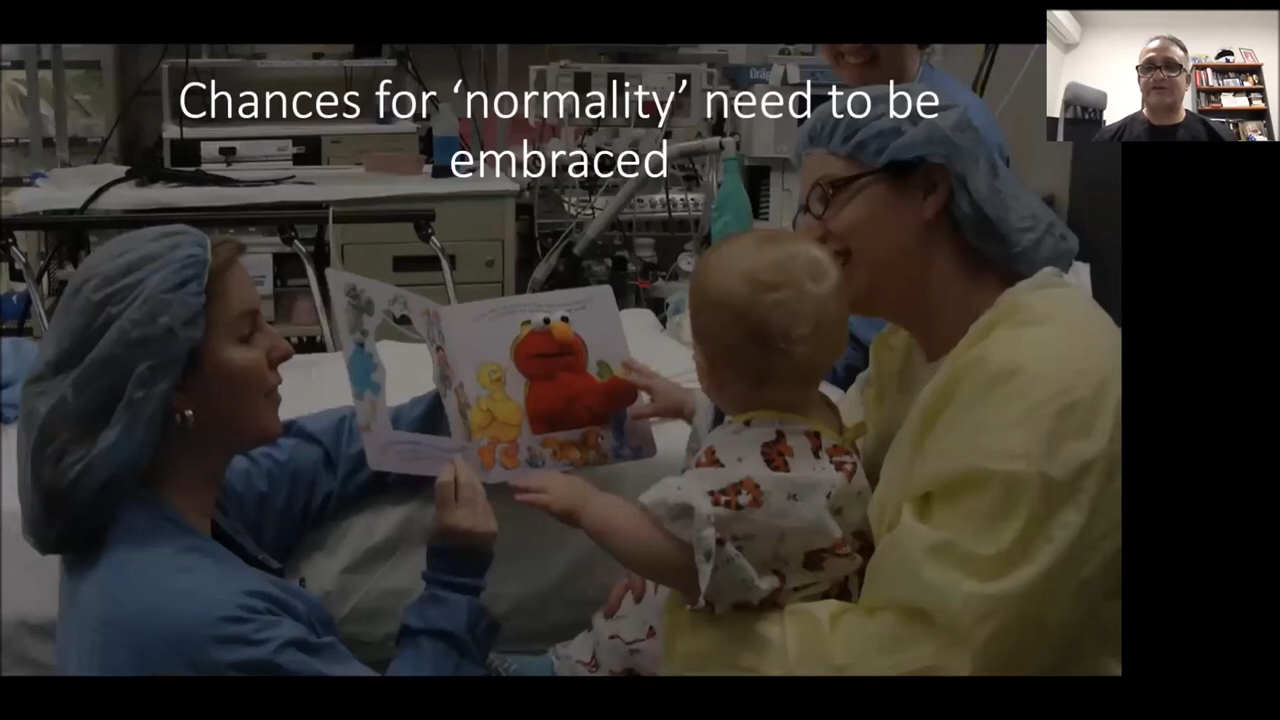 Chances for ‘normality’ need to be
embraced